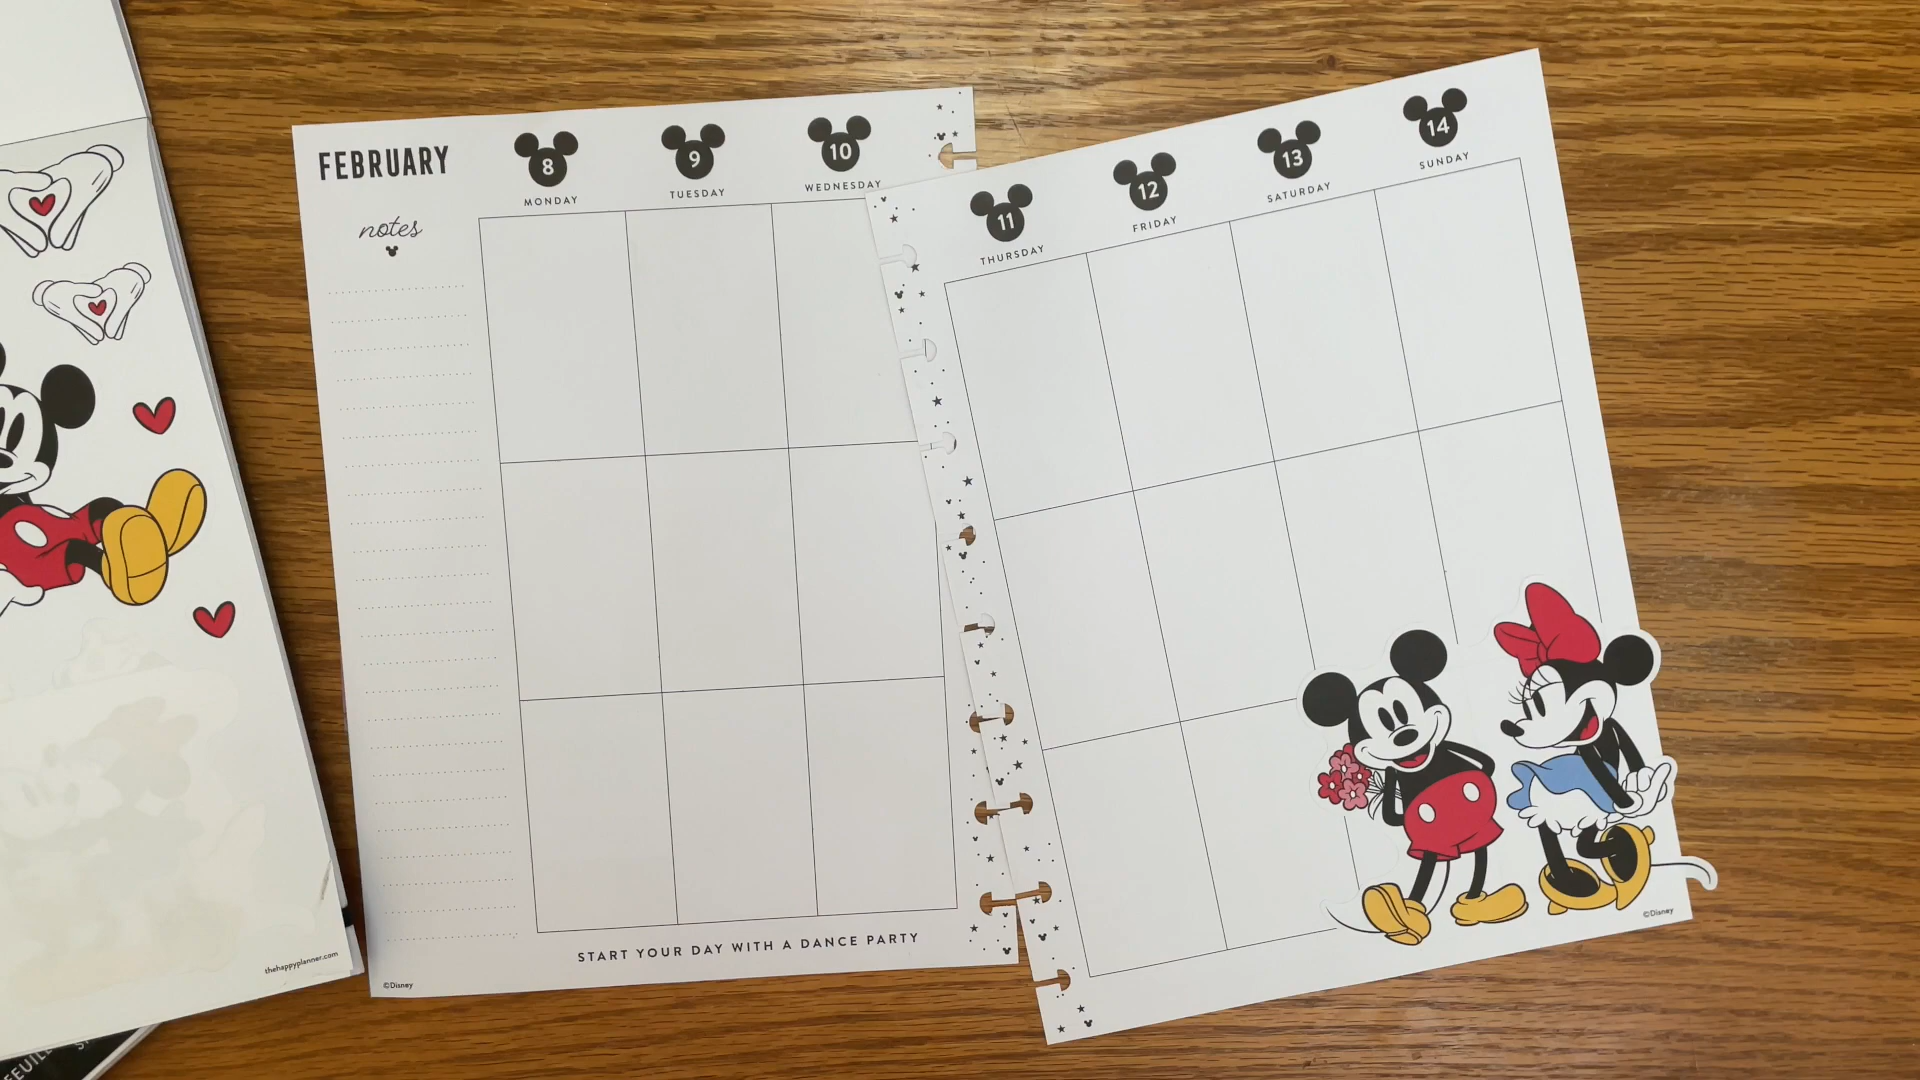 FEBRUARY
8
MONDAY
9
TUESDAY
10
WEDNESDAY
notes
START YOUR DAY WITH A DANCE PARTY
©Disney
11
THURSDAY
12
FRIDAY
13
SATURDAY
14
SUNDAY
©Disney
thehappyplanner.com